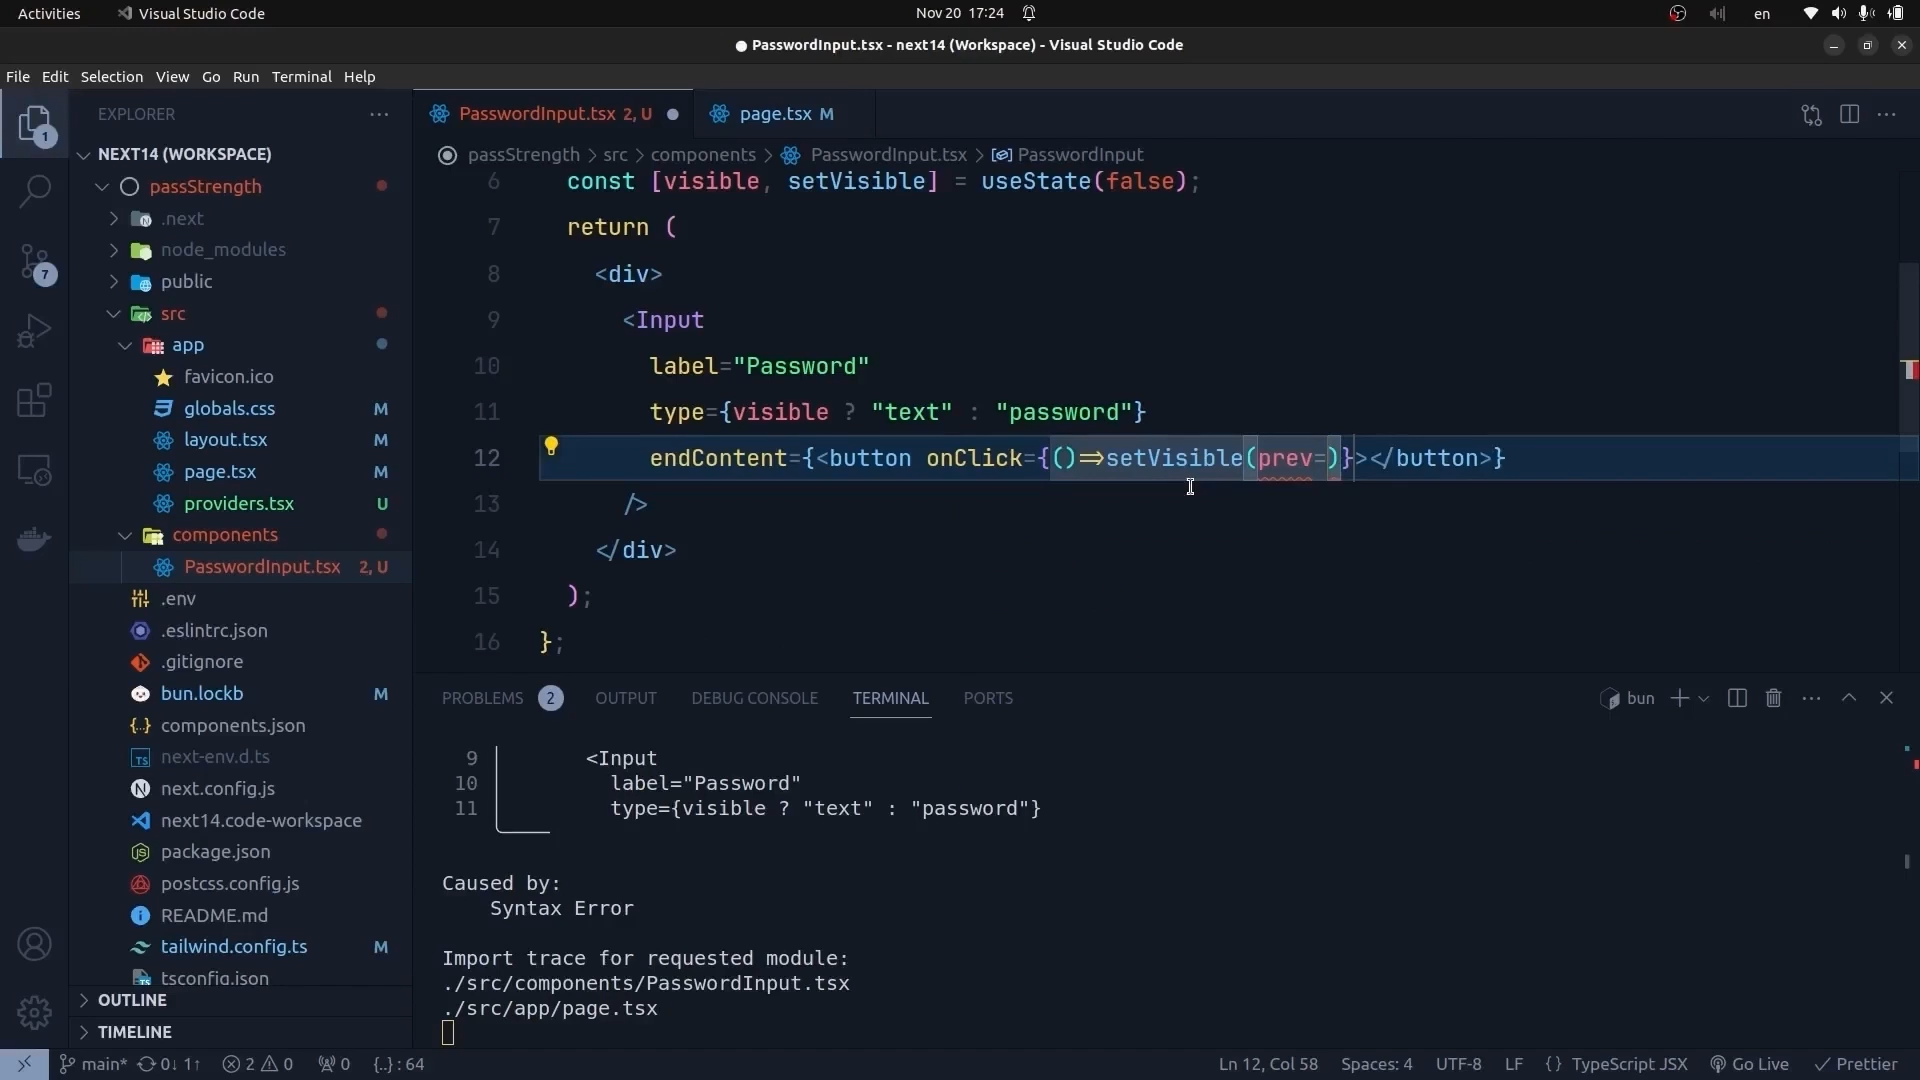 Activities
Visual Studio Code
Nov 20 17:24
en
PasswordInput.tsx - next14 (Workspace) - Visual Studio Code
File Edit Selection View Go Run Terminal Help
EXPLORER
PasswordInput.tsx 2, U
page.tsx M
NEXT14 (WORKSPACE)
passStrength
.next
node_modules
public
src
app
favicon.ico
globals.css M
layout.tsx M
page.tsx M
providers.tsx U
components
PasswordInput.tsx 2, U
.env
.eslintrc.json
.gitignore
bun.lockb M
components.json
next-env.d.ts
next.config.js
next14.code-workspace
package.json
postcss.config.js
README.md
tailwind.config.ts M
tsconfig.json
OUTLINE
TIMELINE
1
7
passStrength > src > components > PasswordInput.tsx > PasswordInput
6 const [visible, setVisible] = useState(false);
7 return (
8 <div>
9 <Input
10 label="Password"
11 type={visible ? "text" : "password"}
12 endContent={<button onClick={()=>setVisible(prev=)}></button>}
13 />
14 </div>
15 );
16 };
PROBLEMS 2 OUTPUT DEBUG CONSOLE TERMINAL PORTS
bun
9 <Input
10 label="Password"
11 type={visible ? "text" : "password"}
Caused by:
Syntax Error
Import trace for requested module:
./src/components/PasswordInput.tsx
./src/app/page.tsx
main* 0↓ 1↑ 2 0 0 {..} : 64
Ln 12, Col 58 Spaces: 4 UTF-8 LF {} TypeScript JSX Go Live Prettier